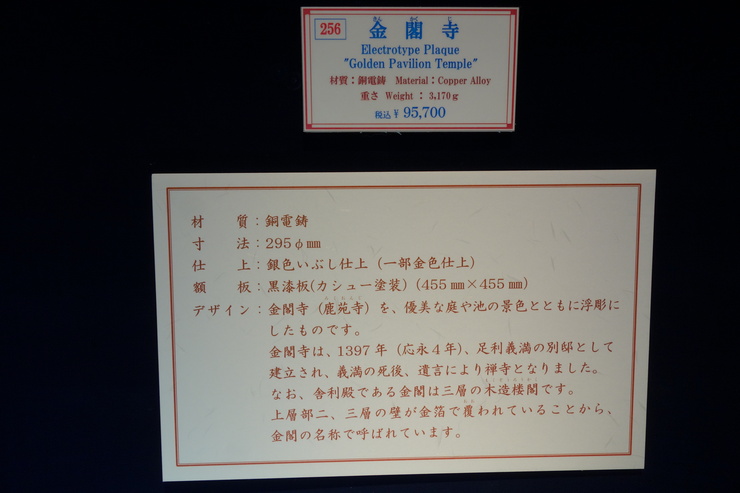 256
きん かく じ
金閣寺
Electrotype Plaque
"Golden Pavilion Temple"
材質：銅電鋳 Material：Copper Alloy
重さ Weight：3,170g
税込¥95,700
材質：銅電鋳
寸法：295φmm
仕上：銀色いぶし仕上（一部金色仕上）
額板：黒漆板(カシュー塗装)（455mm×455mm）
デザイン：金閣寺（鹿苑寺）を、優美な庭や池の景色とともに浮彫に
したものです。
金閣寺は、1397年（応永4年）、足利義満の別邸として
建立され、義満の死後、遺言により禅寺となりました。
なお、舎利殿である金閣は三層の木造楼閣です。
上層部二、三層の壁が金箔で覆われていることから、
金閣の名称で呼ばれています。